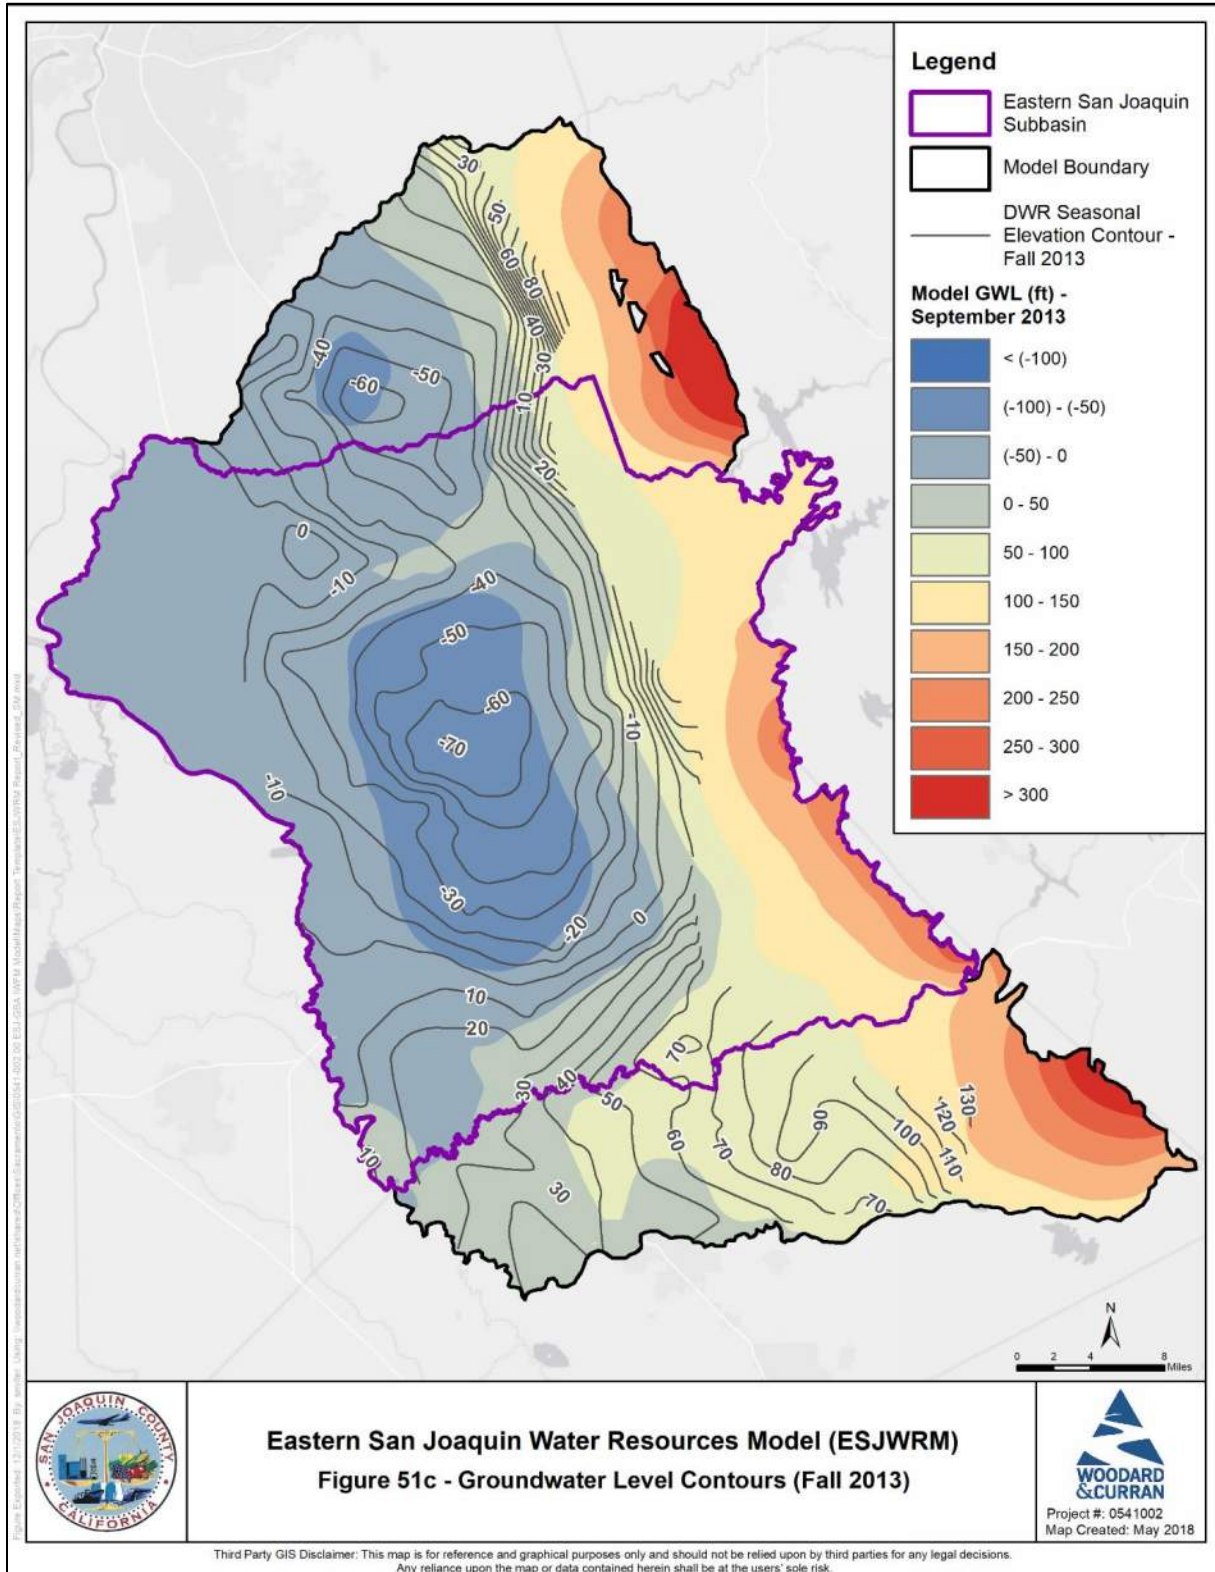 Legend
Eastern San Joaquin
Subbasin
Model Boundary
DWR Seasonal
Elevation Contour -
Fall 2013
Model GWL (ft) -
September 2013
< (-100)
(-100) - (-50)
(-50) - 0
0 - 50
50 - 100
100 - 150
150 - 200
200 - 250
250 - 300
> 300
30
50
60
80
40
30
-40
-50
-60
10
20
0
-10
-40
-50
-60
-70
-10
-10
-30
-20
0
10
20
70
30
40
50
130
120
90
100
60
70
110
80
10
30
70
N
0 2 4 8
Miles
SAN JOAQUIN COUNTY
CALIFORNIA
Eastern San Joaquin Water Resources Model (ESJWRM)
Figure 51c - Groundwater Level Contours (Fall 2013)
WOODARD
&CURRAN
Project #: 0541002
Map Created: May 2018
Third Party GIS Disclaimer: This map is for reference and graphical purposes only and should not be relied upon by third parties for any legal decisions.
Any reliance upon the map or data contained herein shall be at the users' sole risk.